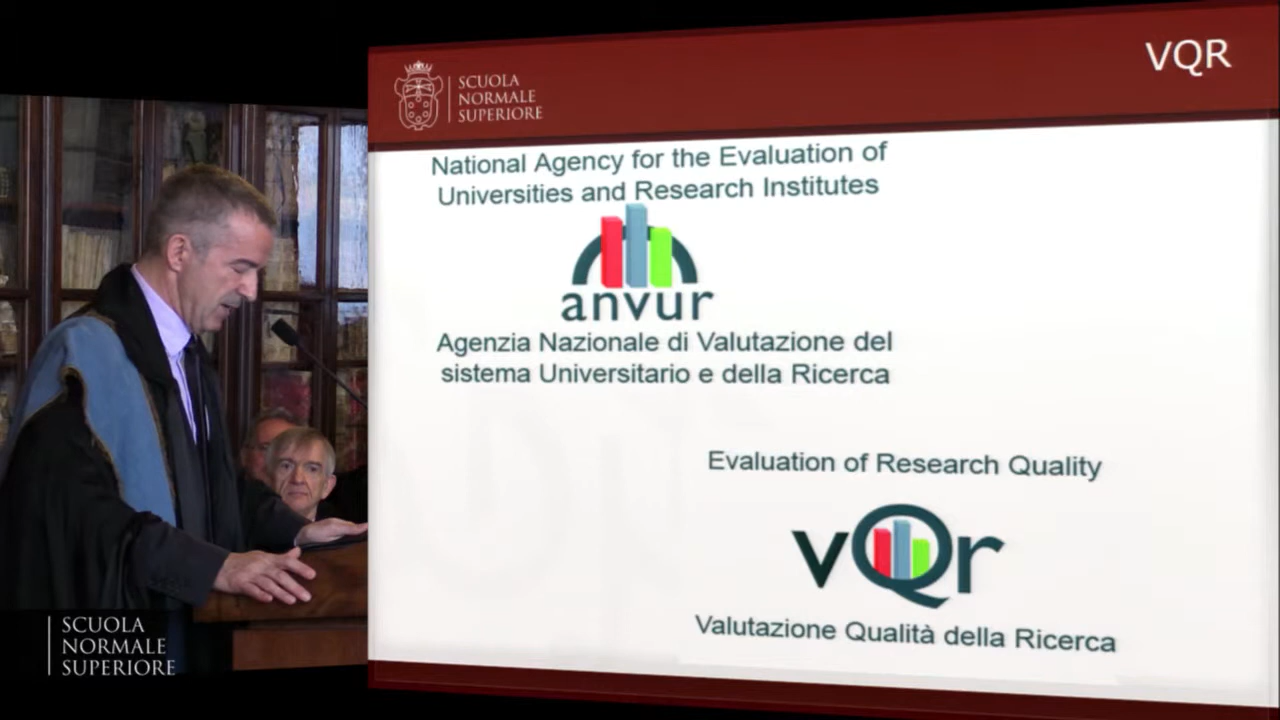 VQR
SCUOLA
NORMALE
SUPERIORE
National Agency for the Evaluation of
Universities and Research Institutes
anvur
Agenzia Nazionale di Valutazione del
sistema Universitario e della Ricerca
Evaluation of Research Quality
vQr
Valutazione Qualità della Ricerca
SCUOLA
NORMALE
SUPERIORE